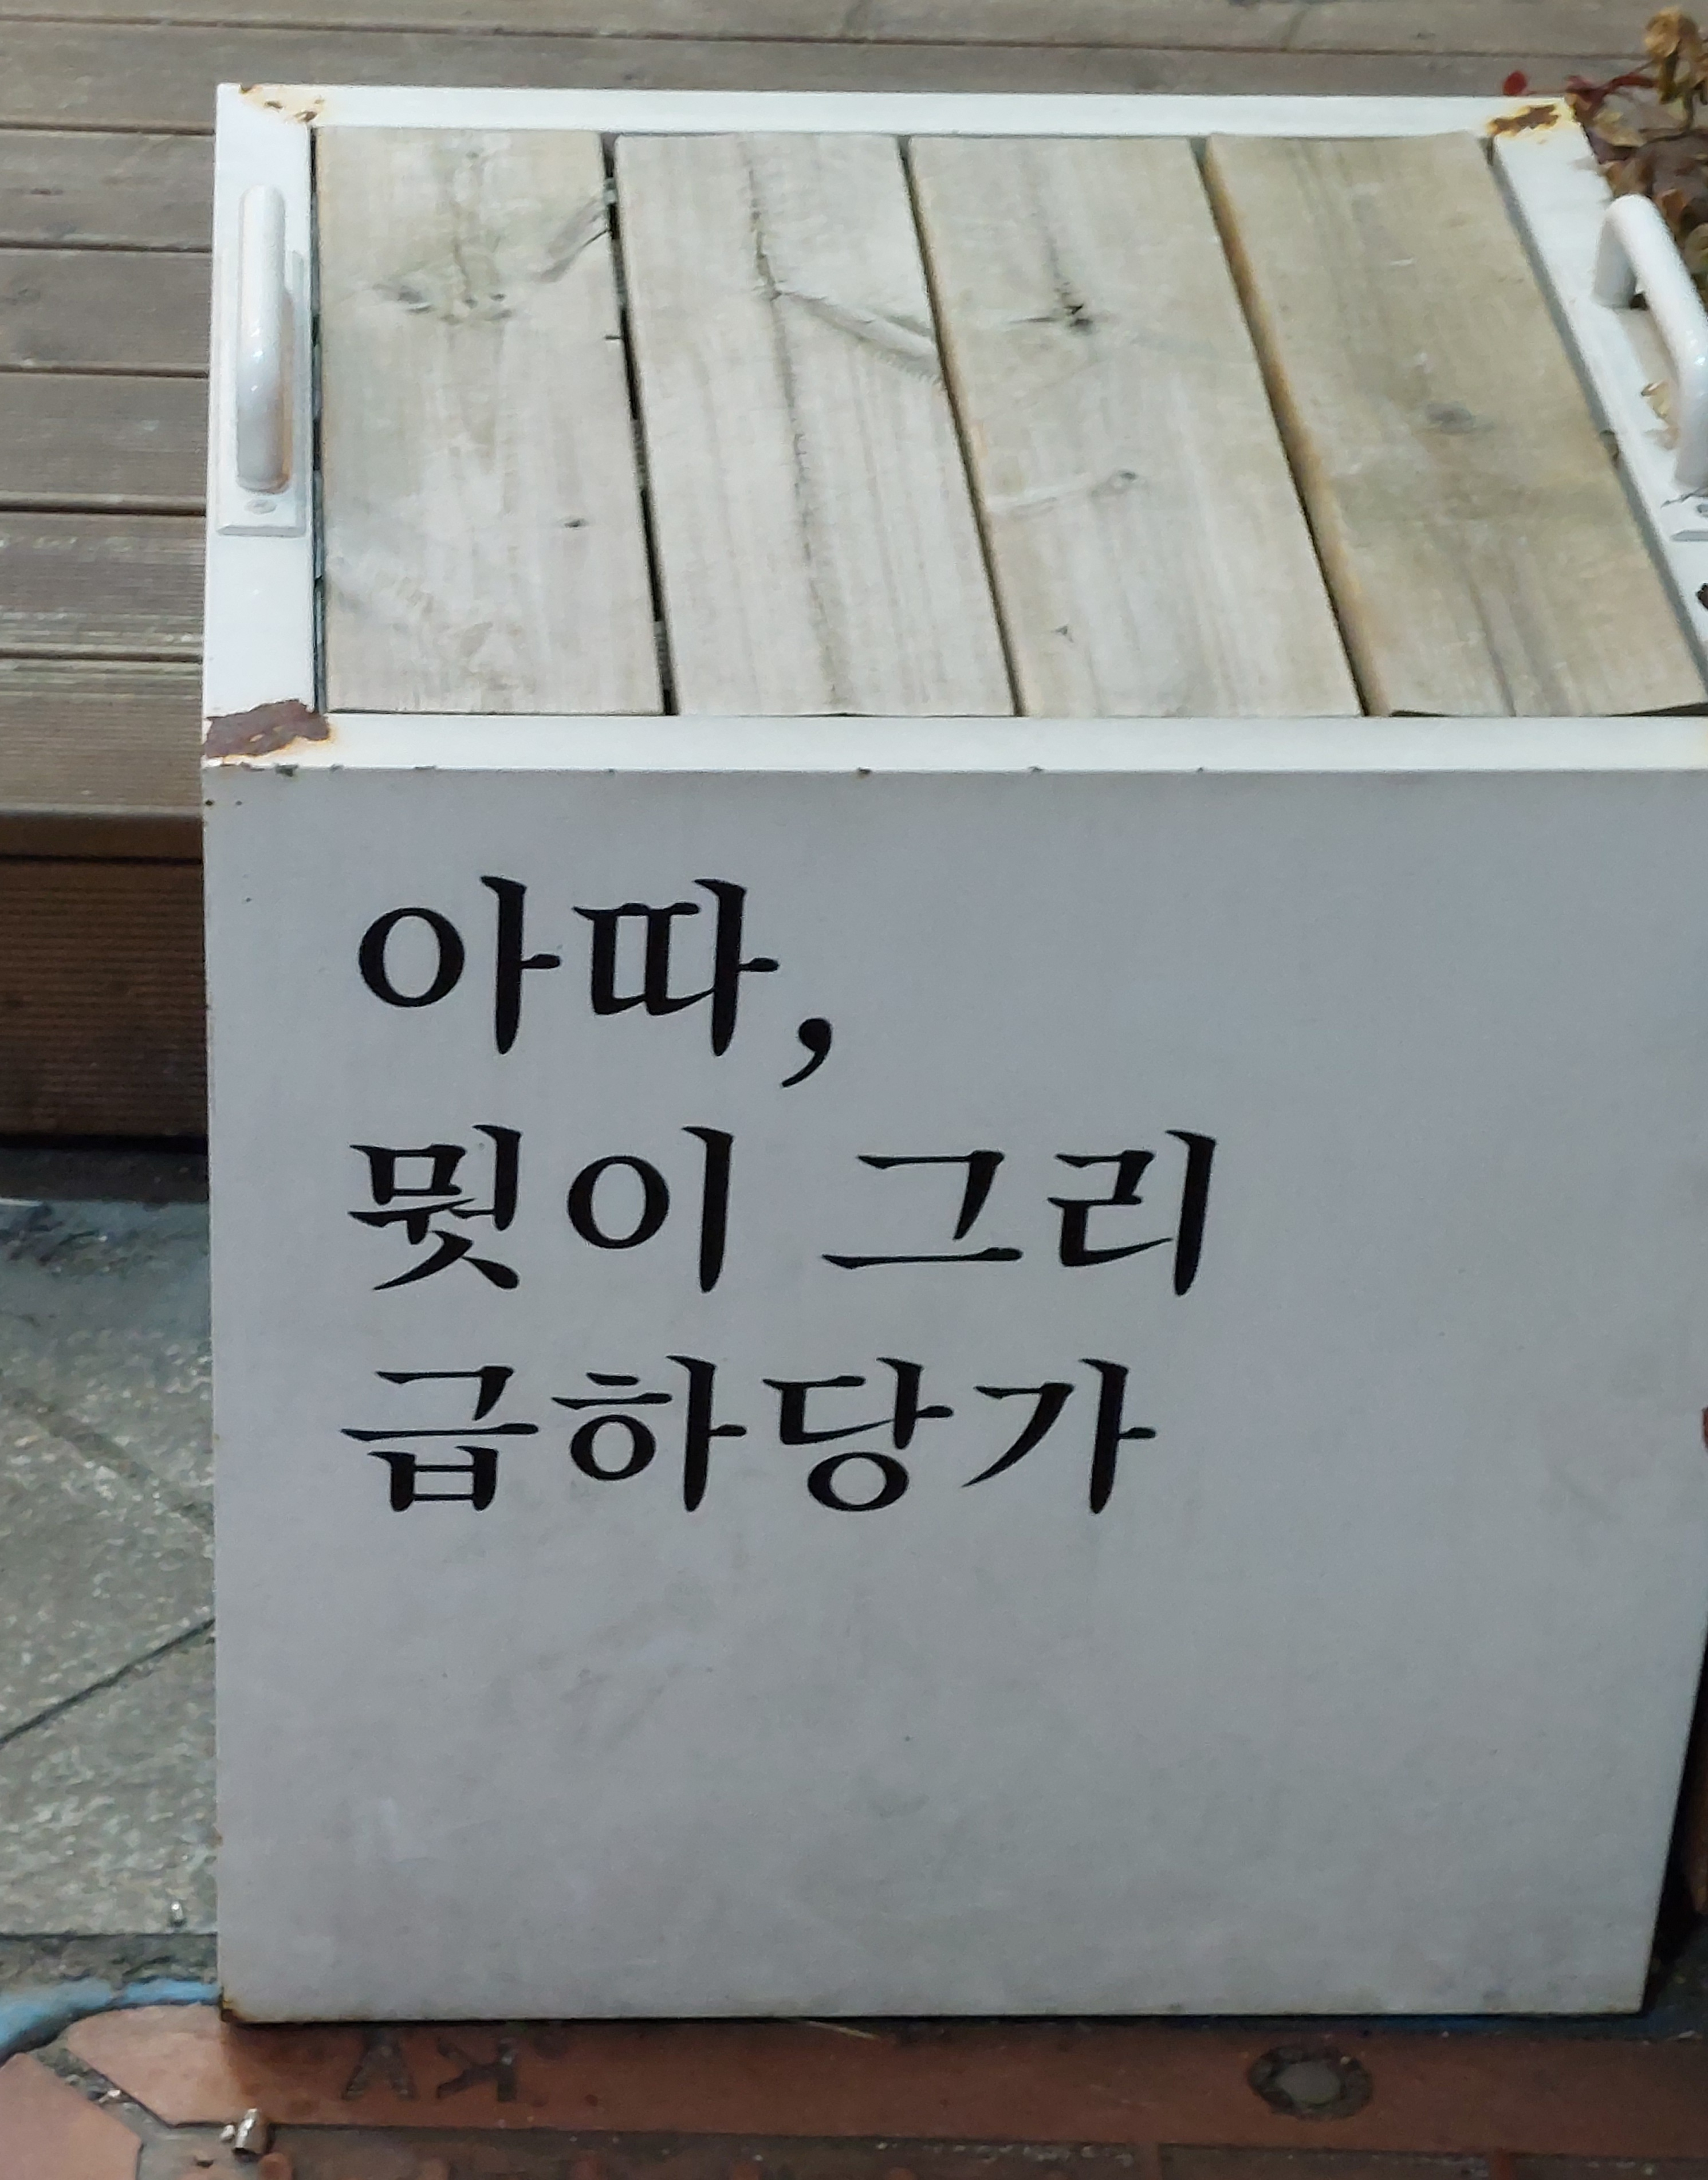 아따,
뭣이 그리
급하당가